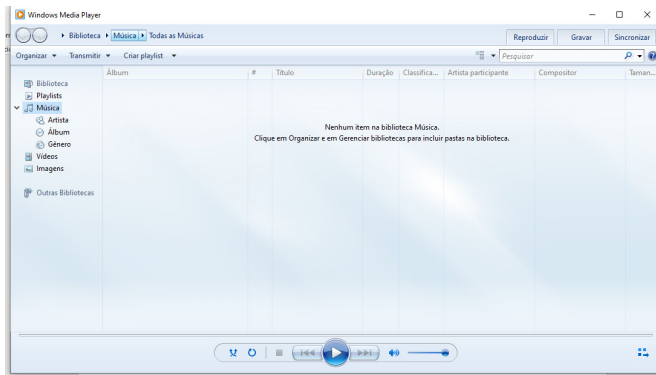 Windows Media Player
Biblioteca Música Todas as Músicas
Reproduzir Gravar Sincronizar
Organizar Transmitir Criar playlist
Pesquisar
Álbum # Título Duração Classifica... Artista participante Compositor Taman...
Biblioteca
Playlists
Música
Artista
Álbum
Gênero
Vídeos
Imagens
Outras Bibliotecas
Nenhum item na biblioteca Música.
Clique em Organizar e em Gerenciar bibliotecas para incluir pastas na biblioteca.